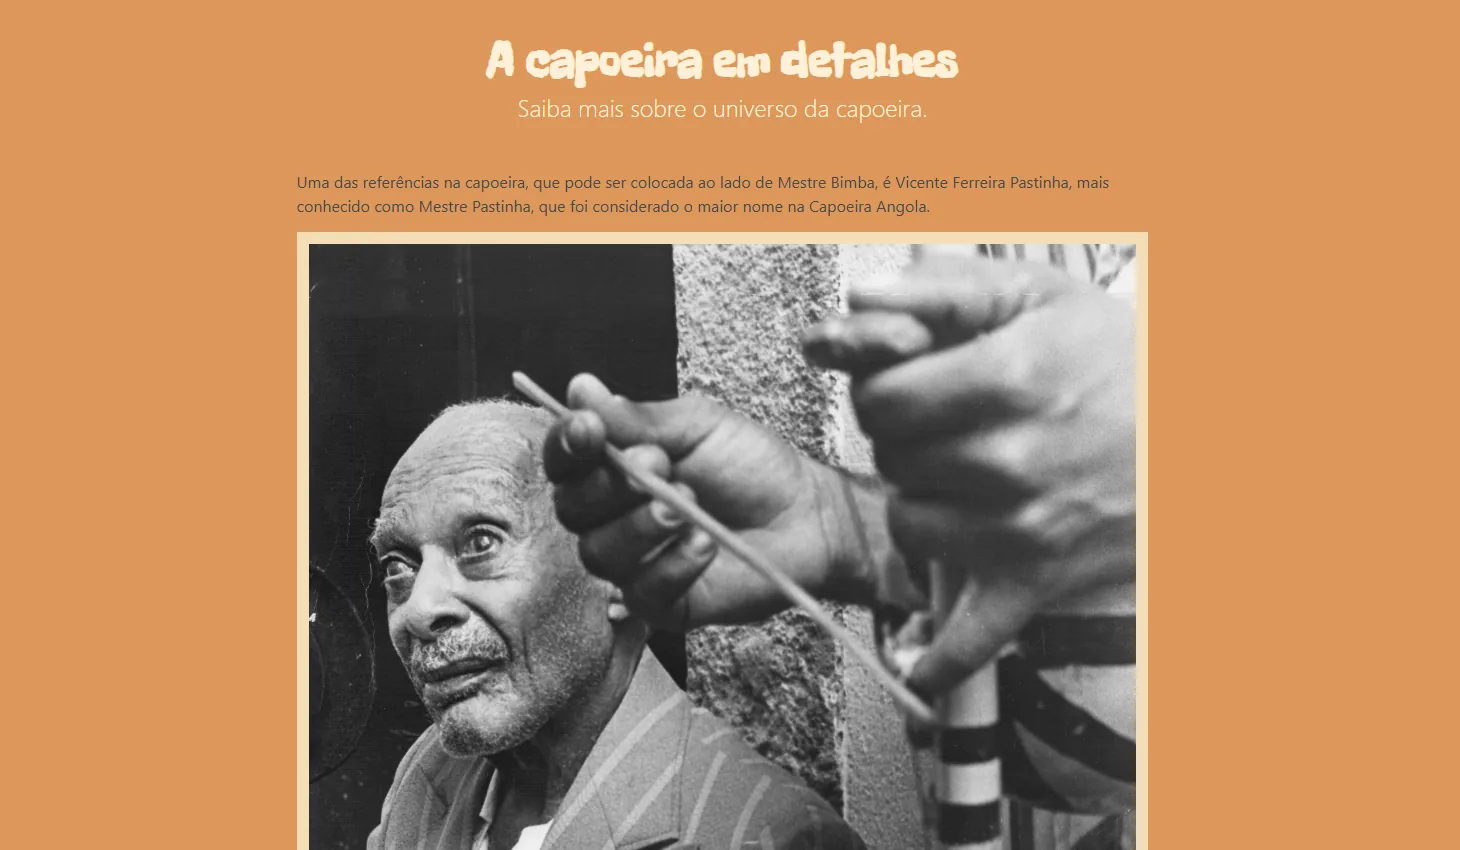 A capoeira em detalhes
Saiba mais sobre o universo da capoeira.
Uma das referências na capoeira, que pode ser colocada ao lado de Mestre Bimba, é Vicente Ferreira Pastinha, mais
conhecido como Mestre Pastinha, que foi considerado o maior nome na Capoeira Angola.